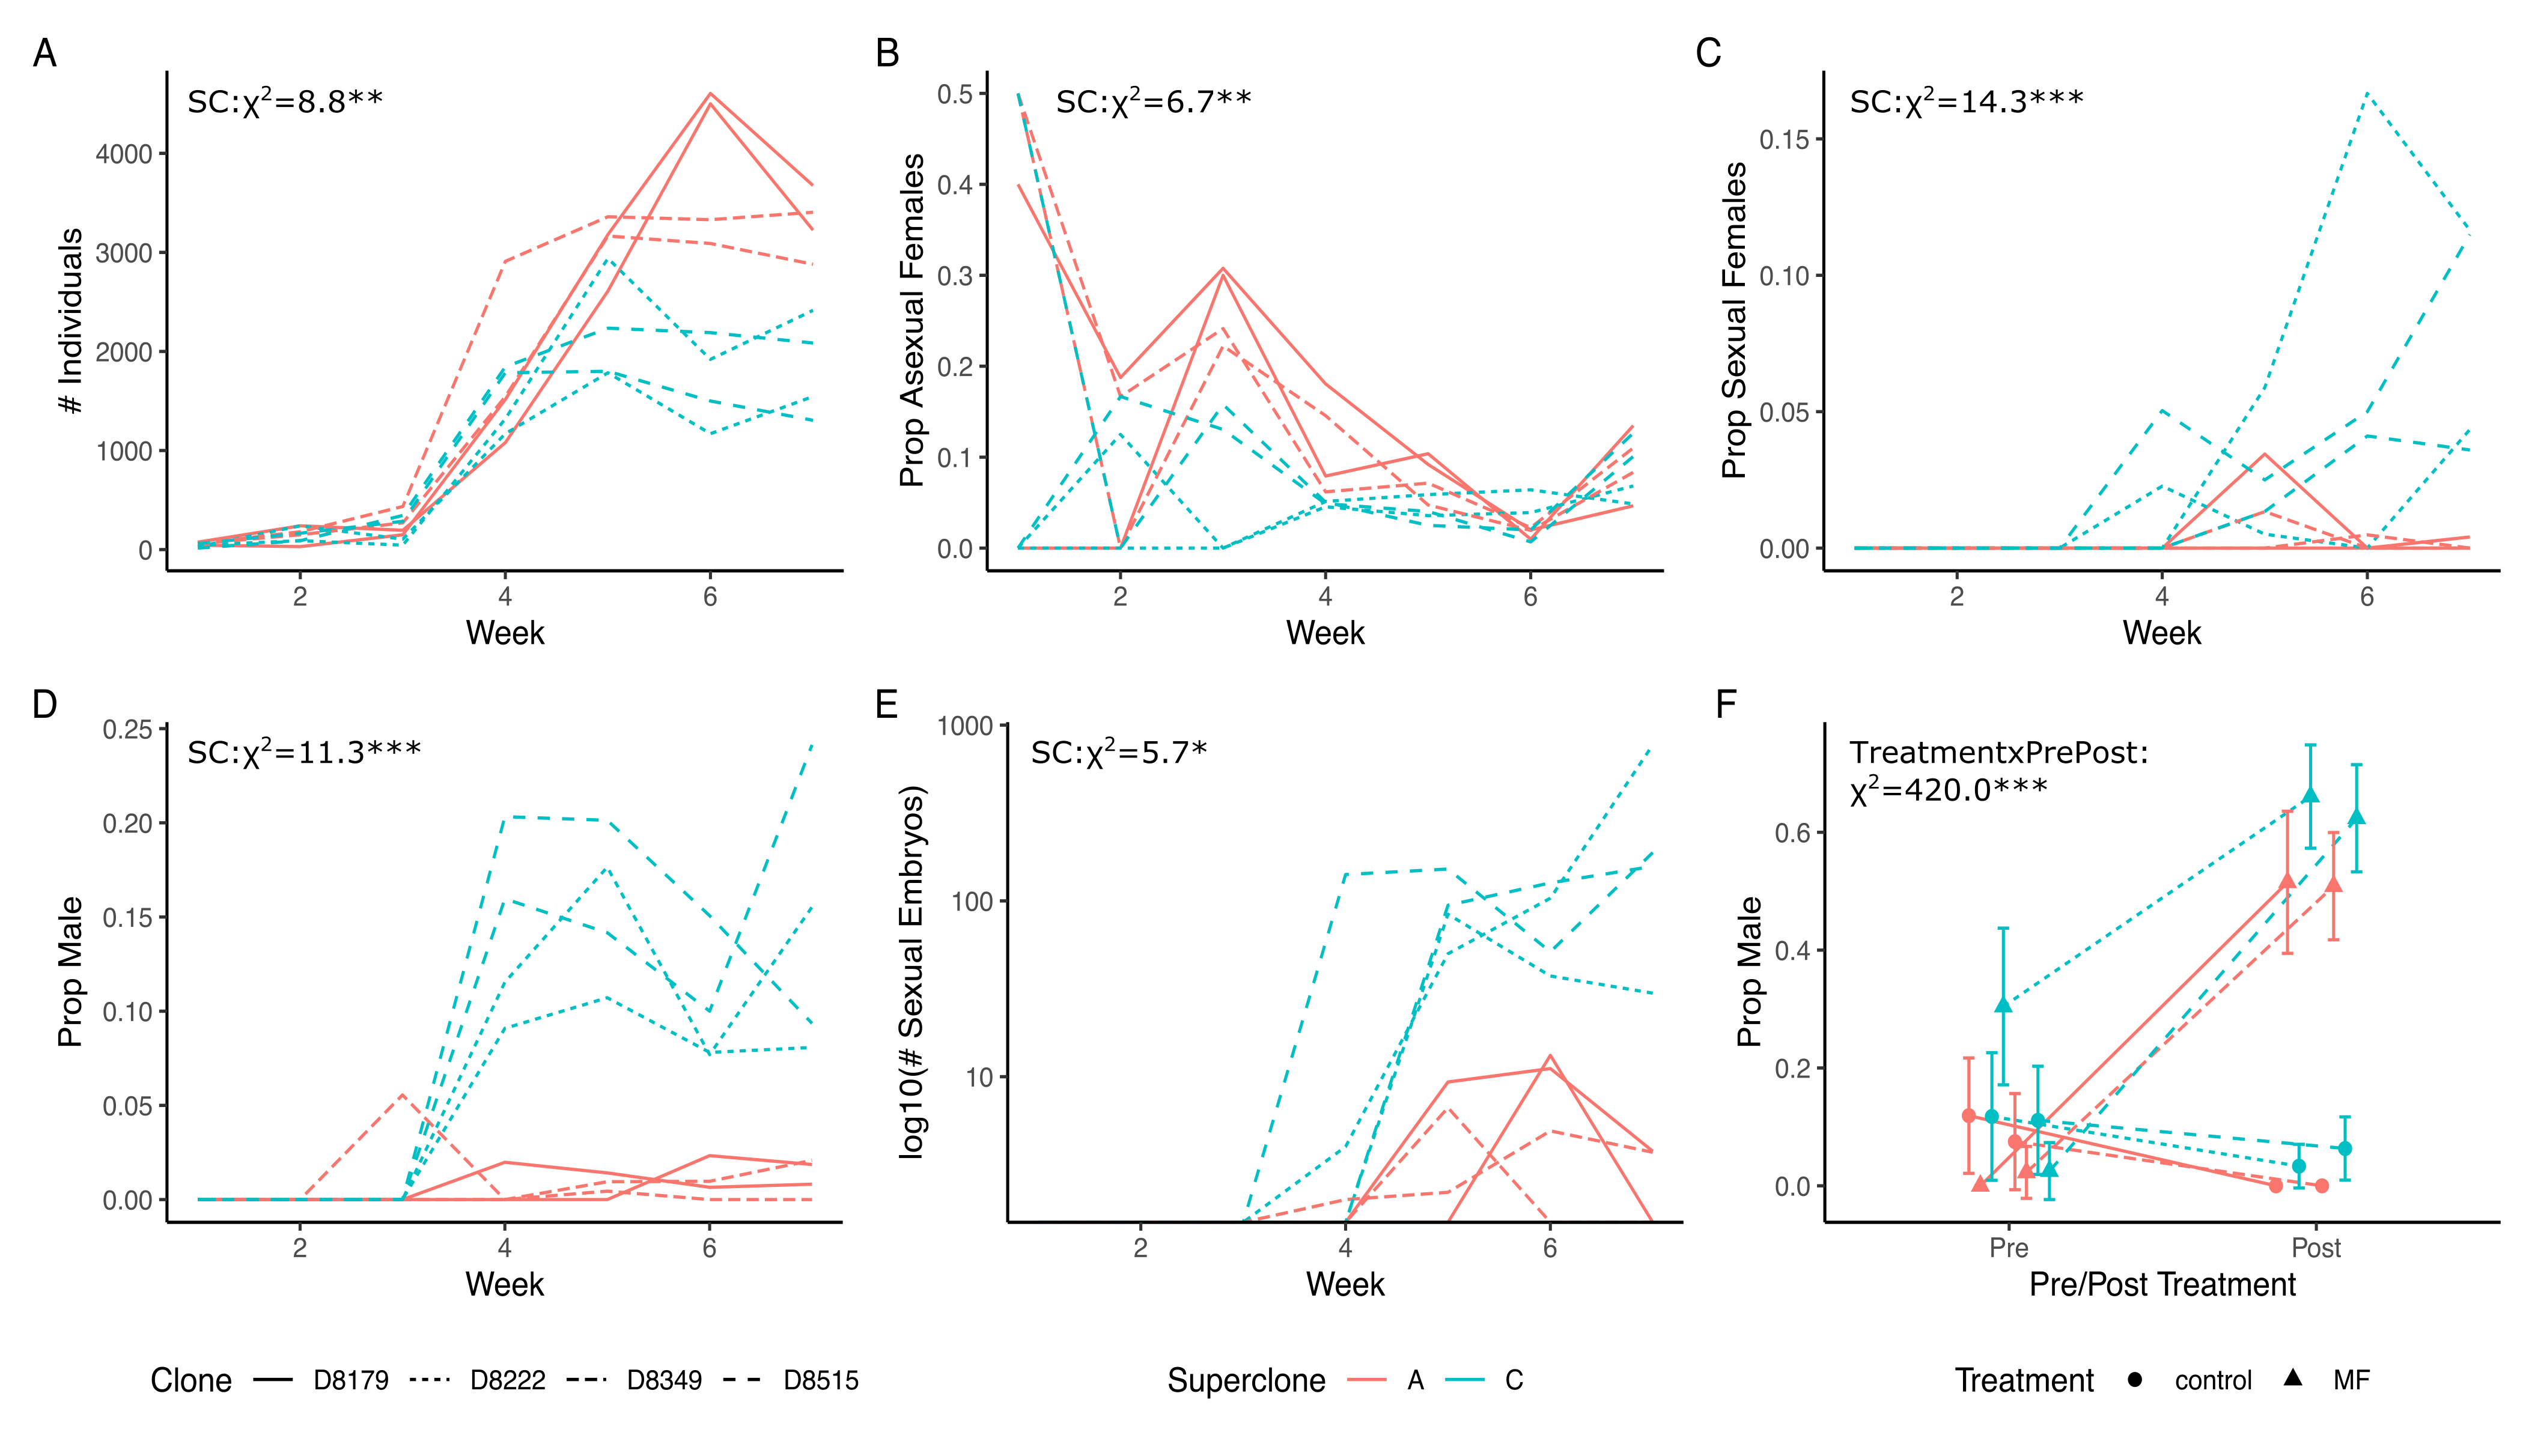 A
SC:χ²=8.8**
# Individuals
4000
3000
2000
1000
0
2 4 6
Week
B
SC:χ²=6.7**
Prop Asexual Females
0.5
0.4
0.3
0.2
0.1
0.0
2 4 6
Week
C
SC:χ²=14.3***
Prop Sexual Females
0.15
0.10
0.05
0.00
2 4 6
Week
D
SC:χ²=11.3***
Prop Male
0.25
0.20
0.15
0.10
0.05
0.00
2 4 6
Week
E
SC:χ²=5.7*
log10(# Sexual Embryos)
1000
100
10
2 4 6
Week
F
TreatmentxPrePost:
χ²=420.0***
Prop Male
0.6
0.4
0.2
0.0
Pre Post
Pre/Post Treatment
Clone D8179 D8222 D8349 D8515
Superclone A C
Treatment control MF